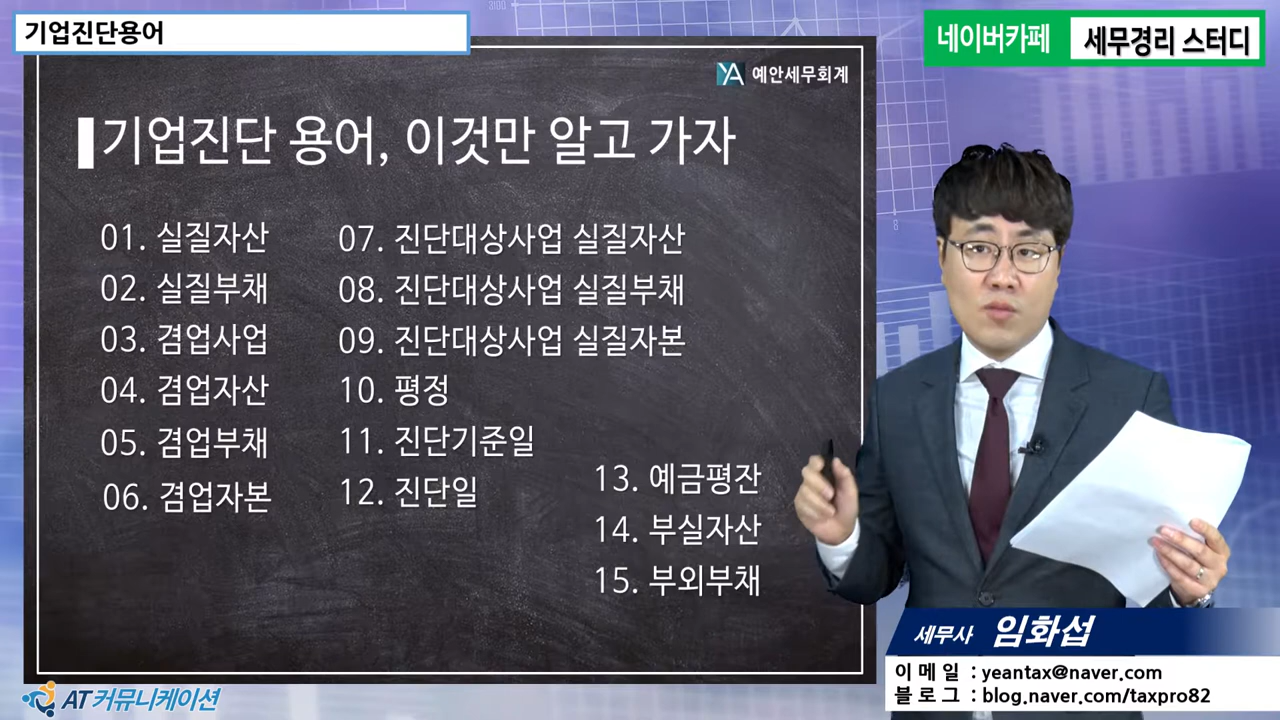 기업진단용어
네이버카페 세무경리 스터디
YA 예안세무회계
기업진단 용어, 이것만 알고 가자
01. 실질자산
02. 실질부채
03. 겸업사업
04. 겸업자산
05. 겸업부채
06. 겸업자본
07. 진단대상사업 실질자산
08. 진단대상사업 실질부채
09. 진단대상사업 실질자본
10. 평정
11. 진단기준일
12. 진단일
13. 예금평잔
14. 부실자산
15. 부외부채
세무사 임화섭
이 메 일 : yeantax@naver.com
블 로 그 : blog.naver.com/taxpro82
AT커뮤니케이션